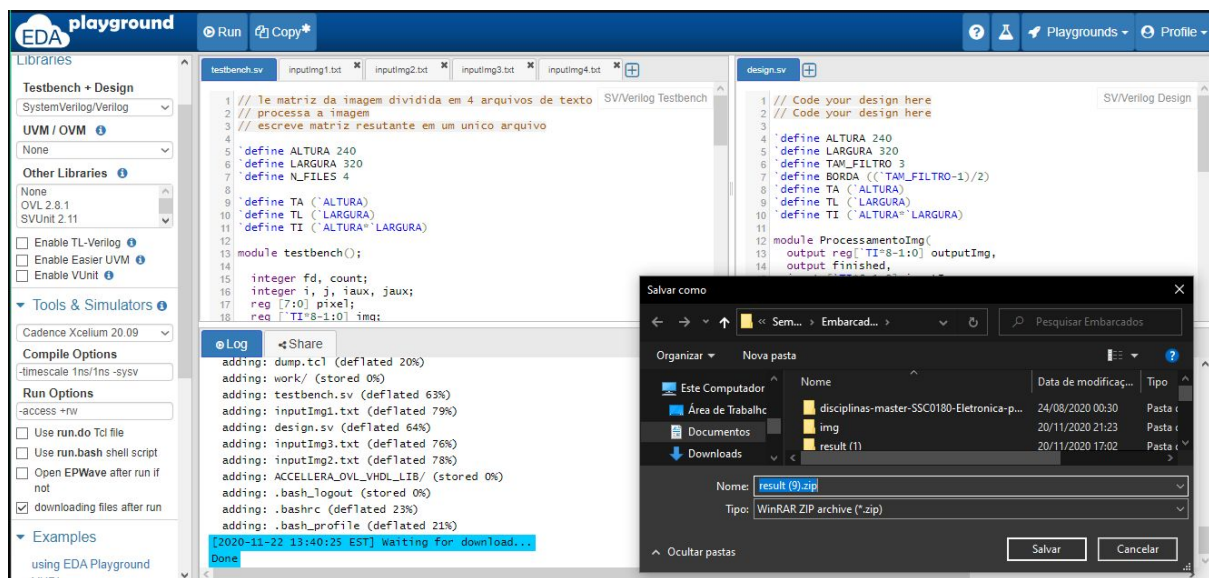 EDA playground
Run
Copy*
Playgrounds
Profile
Libraries
Testbench + Design
SystemVerilog/Verilog
UVM / OVM
None
Other Libraries
None
OVL 2.8.1
SVUnit 2.11
Enable TL-Verilog
Enable Easier UVM
Enable VUnit
Tools & Simulators
Cadence Xcelium 20.09
Compile Options
-timescale 1ns/1ns -sysv
Run Options
-access +rw
Use run.do Tcl file
Use run.bash shell script
Open EPWave after run if
not
downloading files after run
Examples
using EDA Playground
testbench.sv
inputImg1.txt
inputImg2.txt
inputImg3.txt
inputImg4.txt
SV/Verilog Testbench
1 // le matriz da imagem dividida em 4 arquivos de texto
2 // processa a imagem
3 // escreve matriz resutante em um unico arquivo
4
5 `define ALTURA 240
6 `define LARGURA 320
7 `define N_FILES 4
8
9 `define TA (`ALTURA)
10 `define TL (`LARGURA)
11 `define TI (`ALTURA*`LARGURA)
12
13 module testbench();
14
15 integer fd, count;
16 integer i, j, iaux, jaux;
17 reg [7:0] pixel;
18 reg [`TI*8-1:0] img;
design.sv
SV/Verilog Design
1 // Code your design here
2 // Code your design here
3
4 `define ALTURA 240
5 `define LARGURA 320
6 `define TAM_FILTRO 3
7 `define BORDA ((`TAM_FILTRO-1)/2)
8 `define TA (`ALTURA)
9 `define TL (`LARGURA)
10 `define TI (`ALTURA*`LARGURA)
11
12 module ProcessamentoImg(
13 output reg[`TI*8-1:0] outputImg,
14 output finished,
Log
Share
adding: dump.tcl (deflated 20%)
adding: work/ (stored 0%)
adding: testbench.sv (deflated 63%)
adding: inputImg1.txt (deflated 79%)
adding: design.sv (deflated 64%)
adding: inputImg3.txt (deflated 76%)
adding: inputImg2.txt (deflated 78%)
adding: ACCELLERA_OVL_VHDL_LIB/ (stored 0%)
adding: .bash_logout (stored 0%)
adding: .bashrc (deflated 23%)
adding: .bash_profile (deflated 21%)
[2020-11-22 13:40:25 EST] Waiting for download...
Done
Salvar como
« Sem... › Embarcad... ›
Pesquisar Embarcados
Organizar
Nova pasta
Este Computador
Área de Trabalho
Documentos
Downloads
Nome
Data de modificaç...
Tipo
disciplinas-master-SSC0180-Eletronica-p...
24/08/2020 00:30
Pasta
img
20/11/2020 21:23
Pasta
result (1)
20/11/2020 17:02
Pasta
Nome: result (9).zip
Tipo: WinRAR ZIP archive (*.zip)
Ocultar pastas
Salvar
Cancelar